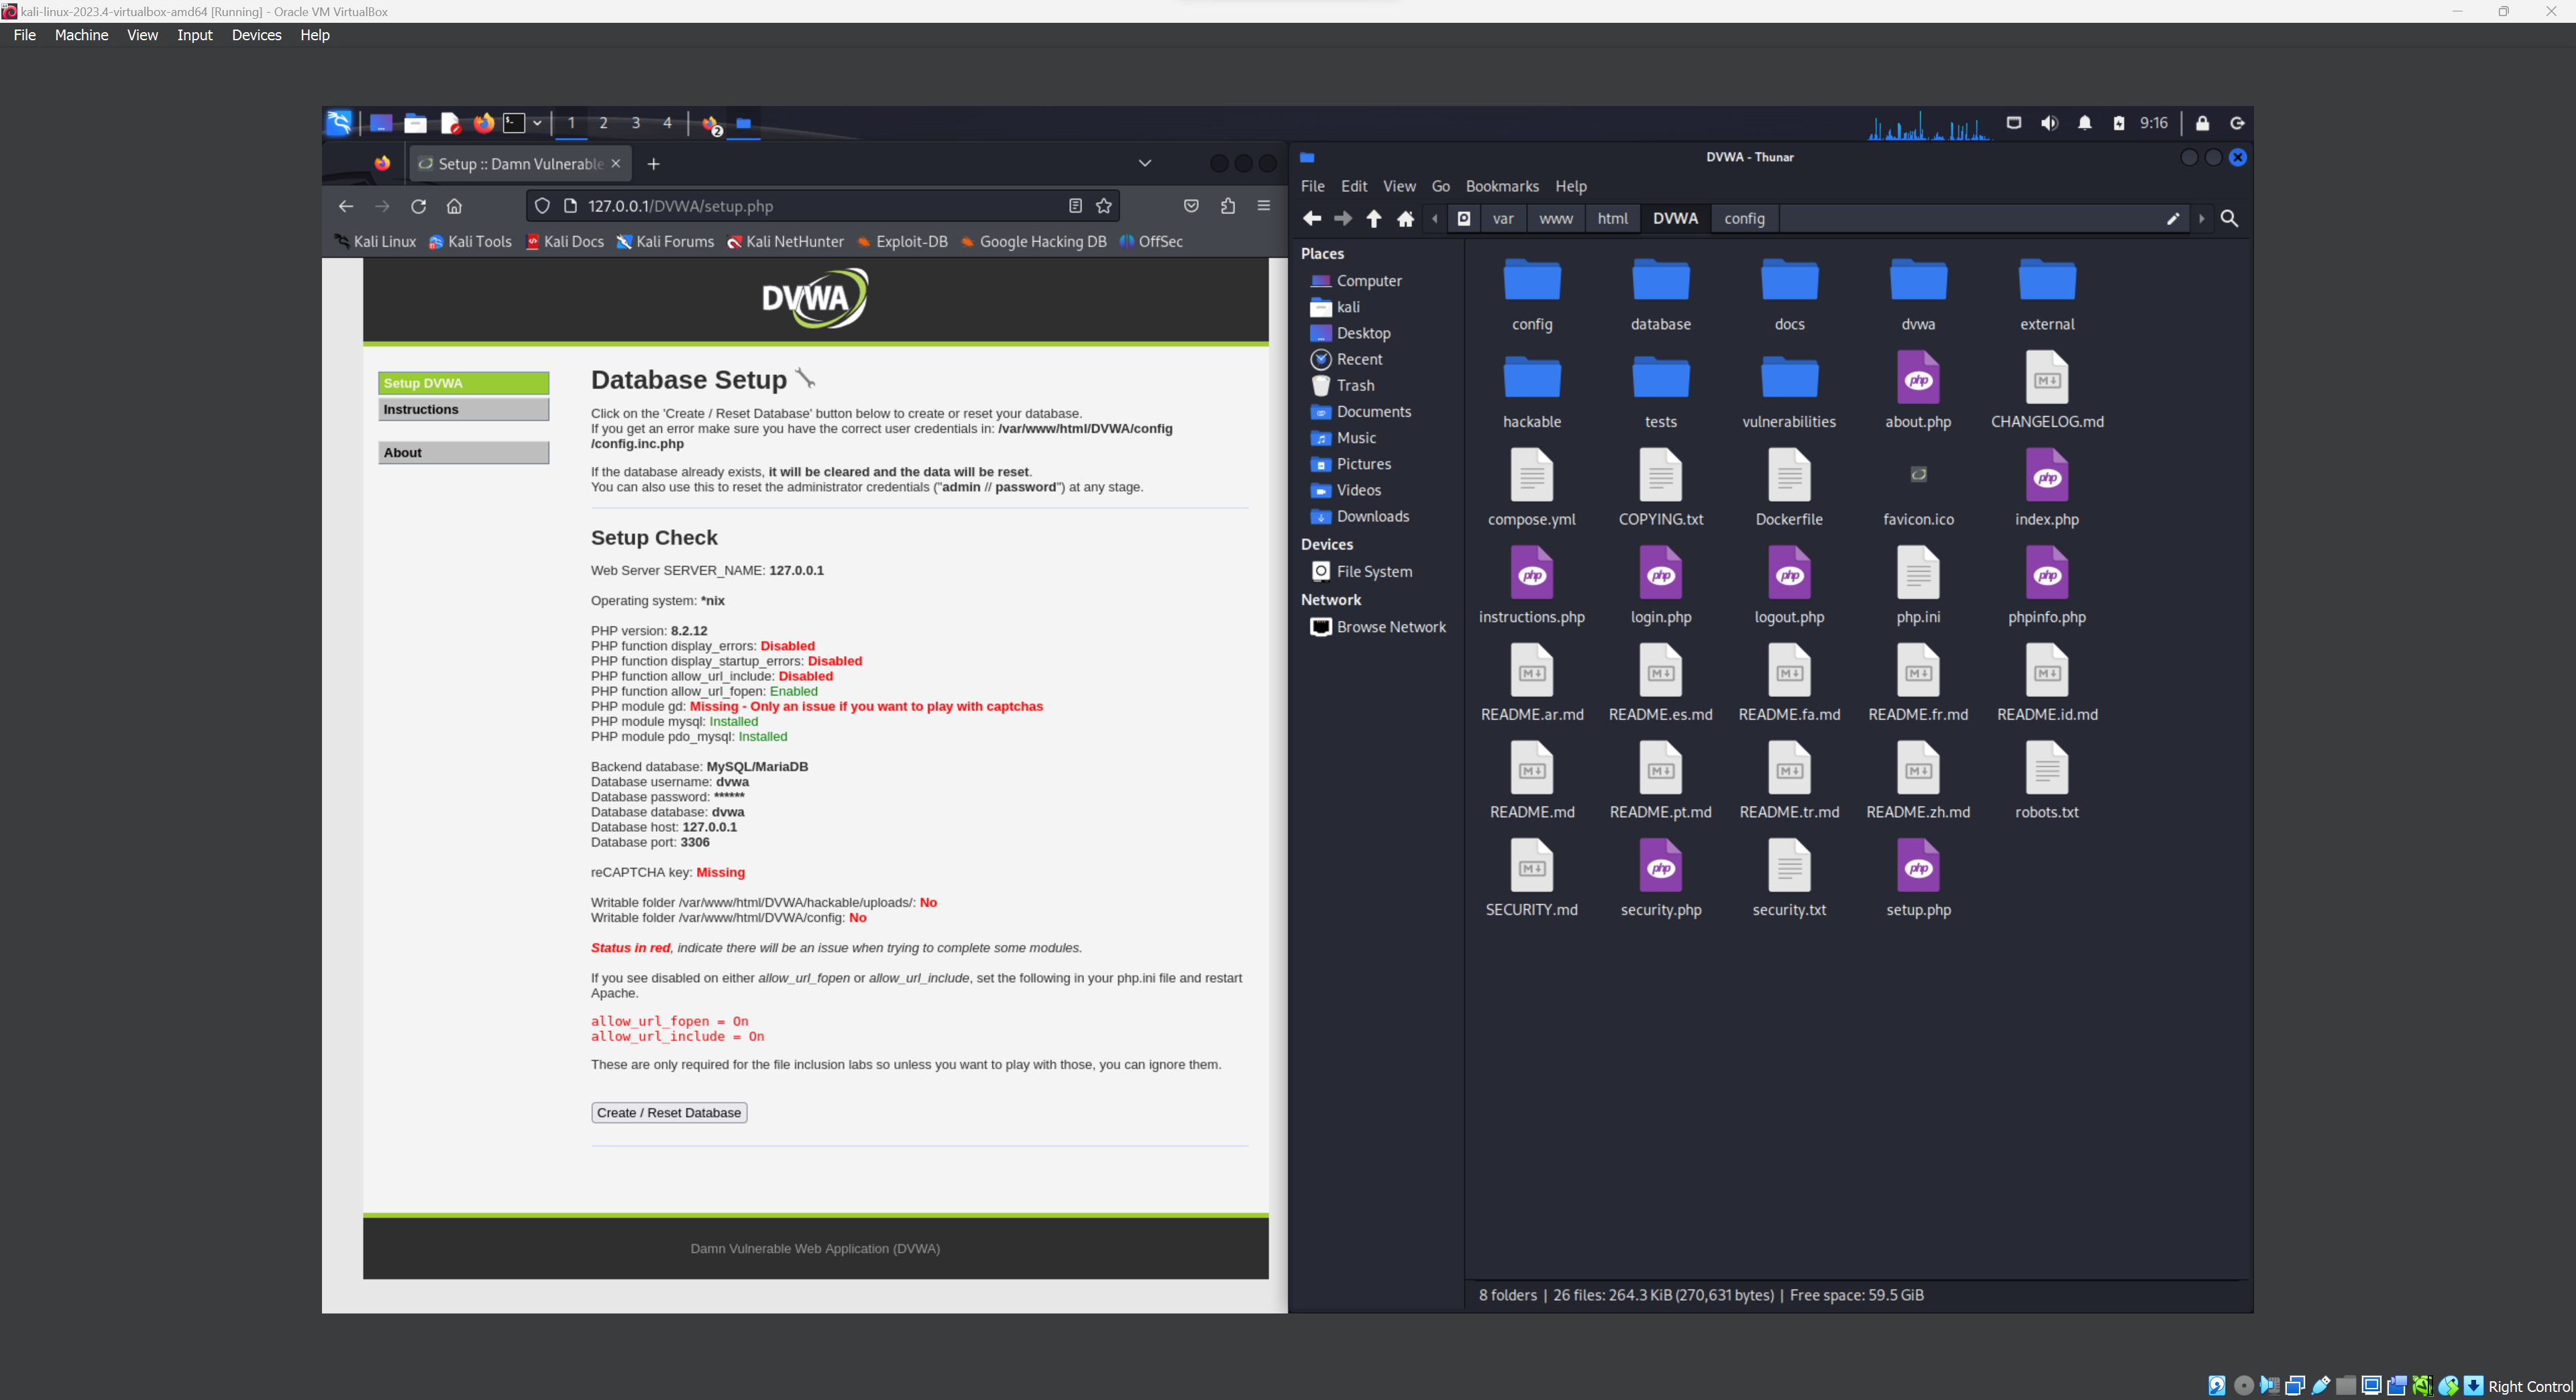 kali-linux-2023.4-virtualbox-amd64 [Running] - Oracle VM VirtualBox
File Machine View Input Devices Help
1 2 3 4 2
9:16
Setup :: Damn Vulnerable
127.0.0.1/DVWA/setup.php
Kali Linux Kali Tools Kali Docs Kali Forums Kali NetHunter Exploit-DB Google Hacking DB OffSec
DVWA
Setup DVWA
Instructions
About
Database Setup
Click on the 'Create / Reset Database' button below to create or reset your database.
If you get an error make sure you have the correct user credentials in: /var/www/html/DVWA/config
/config.inc.php
If the database already exists, it will be cleared and the data will be reset.
You can also use this to reset the administrator credentials ("admin // password") at any stage.
Setup Check
Web Server SERVER_NAME: 127.0.0.1
Operating system: *nix
PHP version: 8.2.12
PHP function display_errors: Disabled
PHP function display_startup_errors: Disabled
PHP function allow_url_include: Disabled
PHP function allow_url_fopen: Enabled
PHP module gd: Missing - Only an issue if you want to play with captchas
PHP module mysql: Installed
PHP module pdo_mysql: Installed
Backend database: MySQL/MariaDB
Database username: dvwa
Database password: ******
Database database: dvwa
Database host: 127.0.0.1
Database port: 3306
reCAPTCHA key: Missing
Writable folder /var/www/html/DVWA/hackable/uploads/: No
Writable folder /var/www/html/DVWA/config: No
Status in red, indicate there will be an issue when trying to complete some modules.
If you see disabled on either allow_url_fopen or allow_url_include, set the following in your php.ini file and restart
Apache.
allow_url_fopen = On
allow_url_include = On
These are only required for the file inclusion labs so unless you want to play with those, you can ignore them.
Create / Reset Database
Damn Vulnerable Web Application (DVWA)
DVWA - Thunar
File Edit View Go Bookmarks Help
var www html DVWA config
Places
Computer
kali
Desktop
Recent
Trash
Documents
Music
Pictures
Videos
Downloads
Devices
File System
Network
Browse Network
config database docs dvwa external
hackable tests vulnerabilities about.php CHANGELOG.md
compose.yml COPYING.txt Dockerfile favicon.ico index.php
instructions.php login.php logout.php php.ini phpinfo.php
README.ar.md README.es.md README.fa.md README.fr.md README.id.md
README.md README.pt.md README.tr.md README.zh.md robots.txt
SECURITY.md security.php security.txt setup.php
8 folders | 26 files: 264.3 KiB (270,631 bytes) | Free space: 59.5 GiB
Right Control